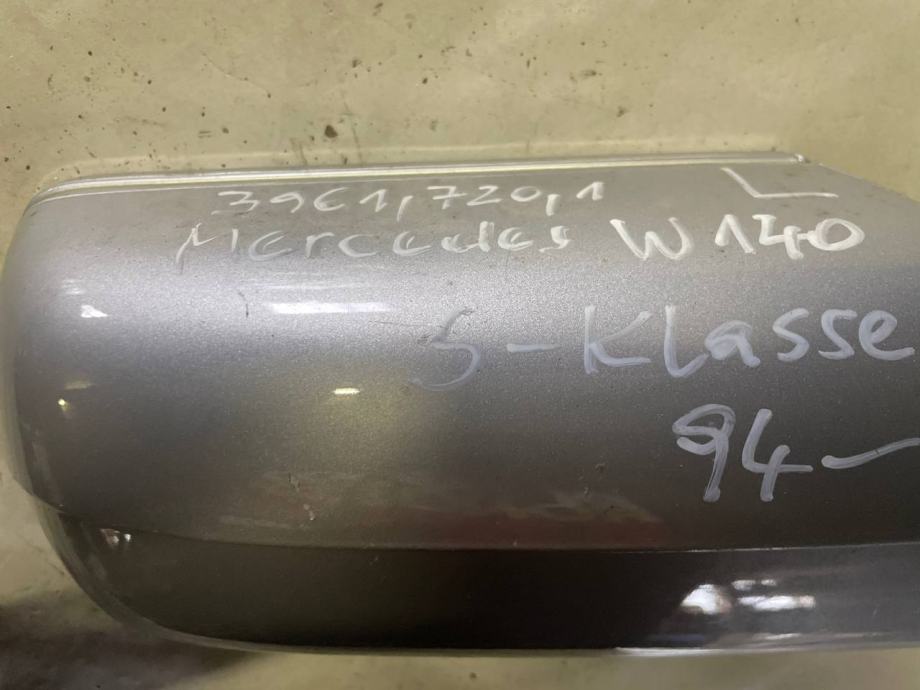 3961,720,1 L
Mercedes W140
S-Klasse
94-